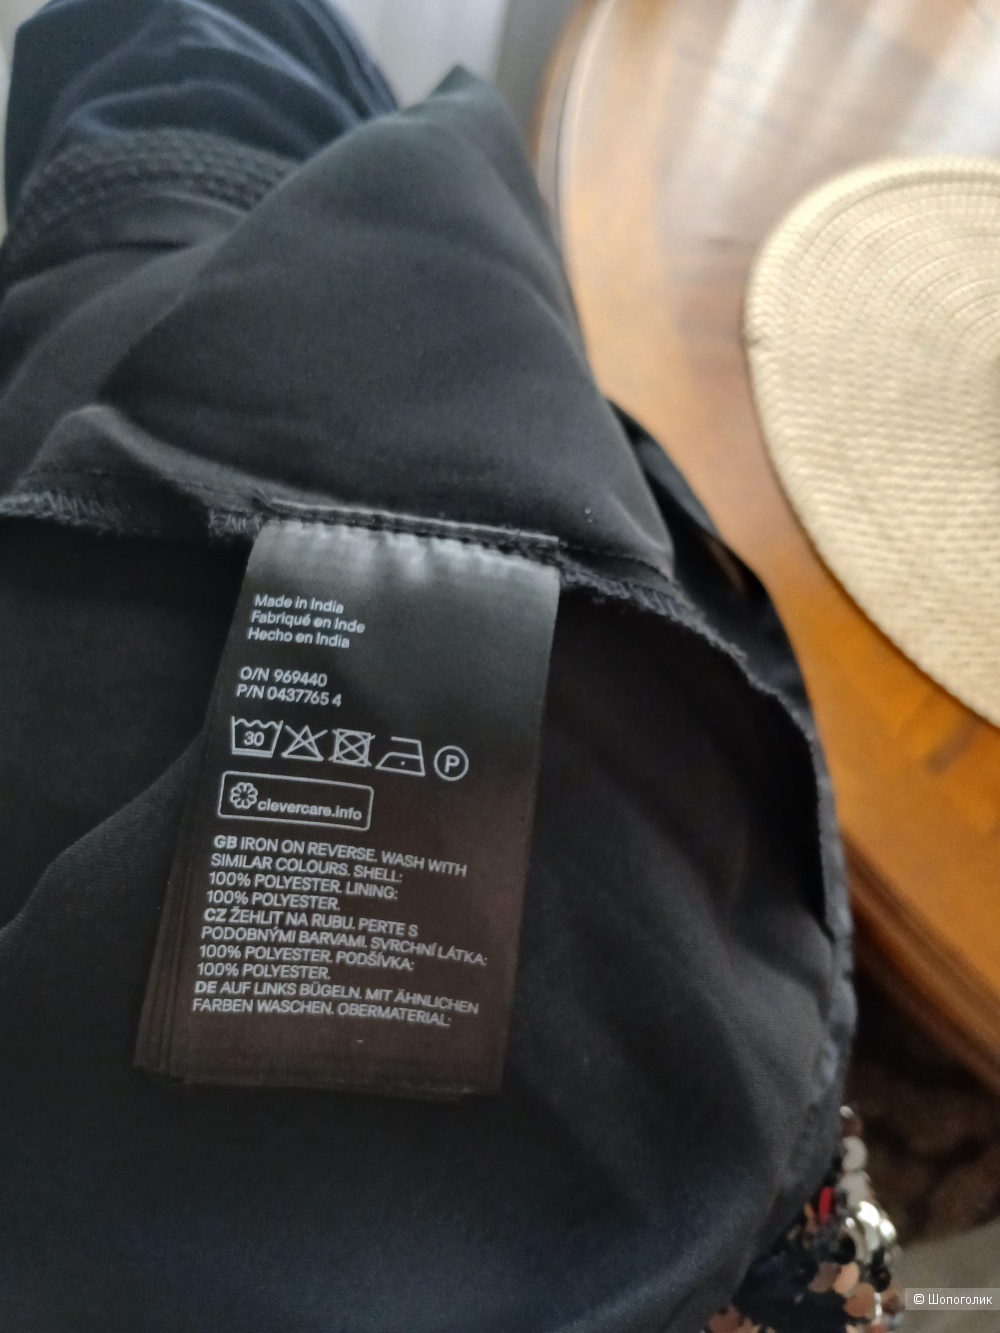 Made in India
Fabriqué en Inde
Hecho en India
O/N 969440
P/N 0437765 4
30 P
clevercare.info
GB IRON ON REVERSE. WASH WITH
SIMILAR COLOURS. SHELL:
100% POLYESTER. LINING:
100% POLYESTER.
CZ ŽEHLIT NA RUBU. PERTE S
PODOBNÝMI BARVAMI. SVRCHNÍ LÁTKA:
100% POLYESTER. PODŠÍVKA:
100% POLYESTER.
DE AUF LINKS BÜGELN. MIT ÄHNLICHEN
FARBEN WASCHEN. OBERMATERIAL:
© Шопоголик